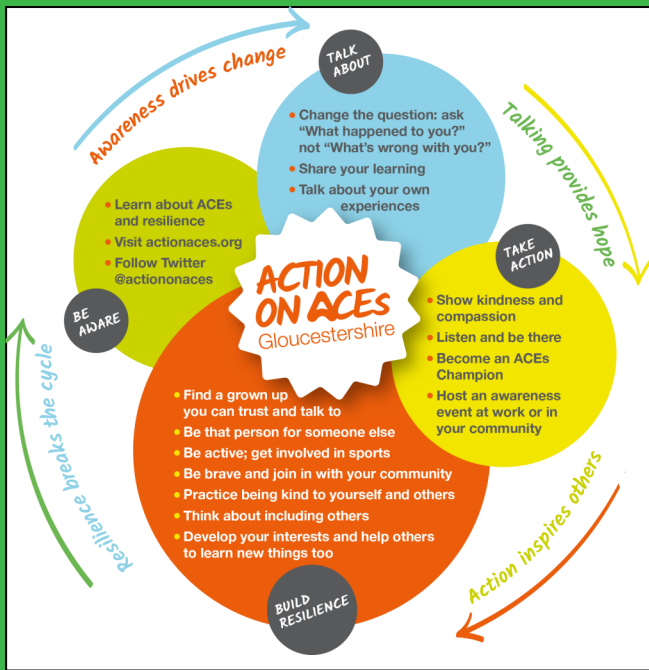 Awareness drives change
TALK
ABOUT
• Change the question: ask
“What happened to you?”
not “What’s wrong with you?”
• Share your learning
• Talk about your own
experiences
Talking provides hope
• Learn about ACEs
and resilience
• Visit actionaces.org
• Follow Twitter
@actiononaces
BE
AWARE
ACTION
ON ACEs
Gloucestershire
TAKE
ACTION
• Show kindness and
compassion
• Listen and be there
• Become an ACEs
Champion
• Host an awareness
event at work or in
your community
Action inspires others
• Find a grown up
you can trust and talk to
• Be that person for someone else
• Be active; get involved in sports
• Be brave and join in with your community
• Practice being kind to yourself and others
• Think about including others
• Develop your interests and help others
to learn new things too
BUILD
RESILIENCE
Resilience breaks the cycle